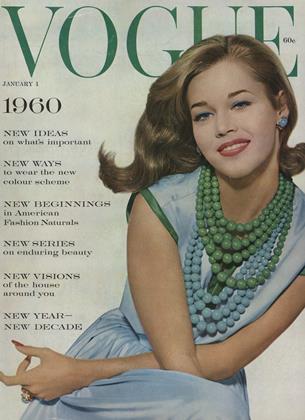 VOGUE
60c
JANUARY 1
1960
NEW IDEAS
on what's important
NEW WAYS
to wear the new
colour scheme
NEW BEGINNINGS
in American
Fashion Naturals
NEW SERIES
on enduring beauty
NEW VISIONS
of the house
around you
NEW YEAR—
NEW DECADE